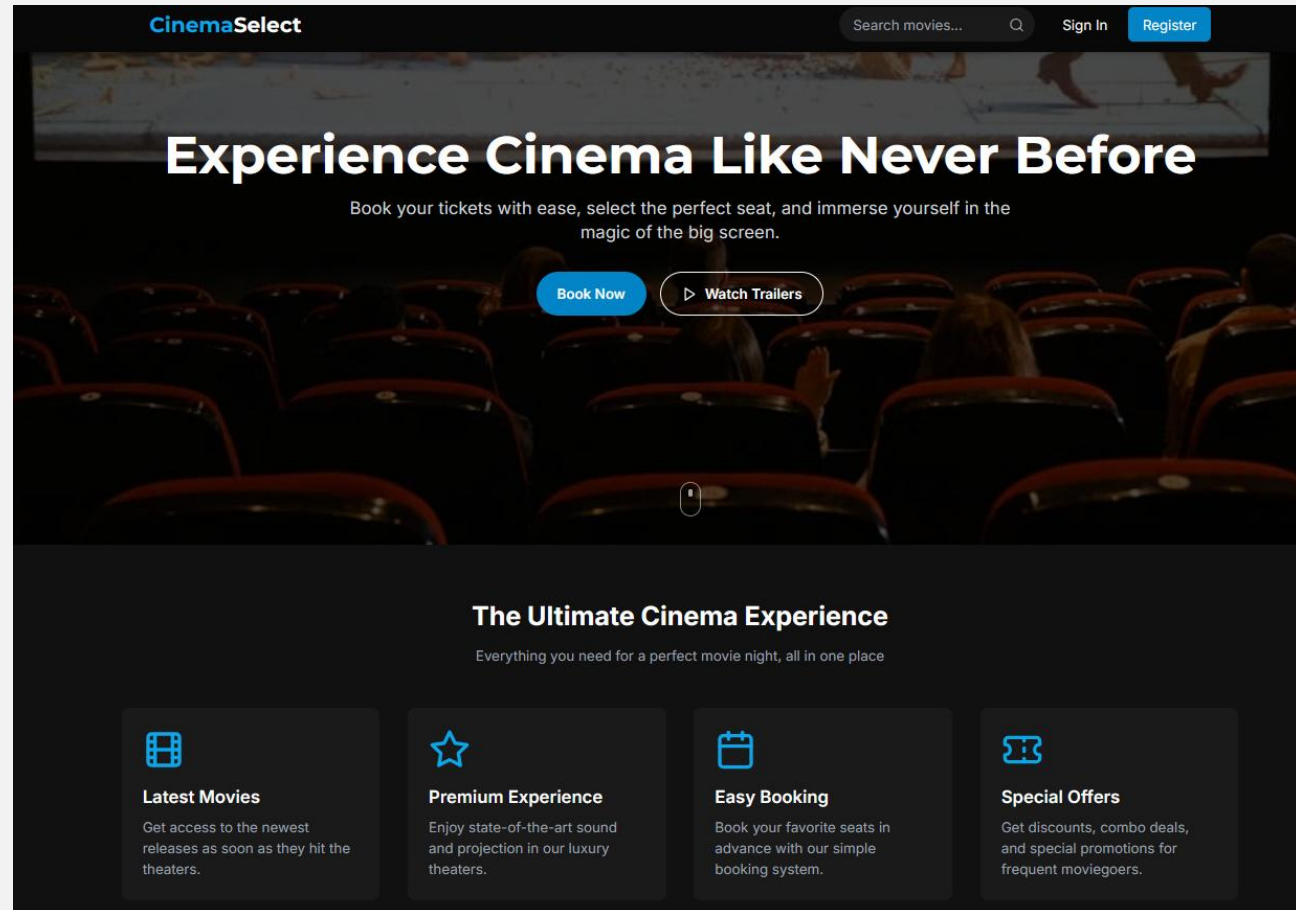 CinemaSelect
Search movies...
Sign In
Register
Experience Cinema Like Never Before
Book your tickets with ease, select the perfect seat, and immerse yourself in the
magic of the big screen.
Book Now
Watch Trailers
The Ultimate Cinema Experience
Everything you need for a perfect movie night, all in one place
Latest Movies
Get access to the newest
releases as soon as they hit the
theaters.
Premium Experience
Enjoy state-of-the-art sound
and projection in our luxury
theaters.
Easy Booking
Book your favorite seats in
advance with our simple
booking system.
Special Offers
Get discounts, combo deals,
and special promotions for
frequent moviegoers.